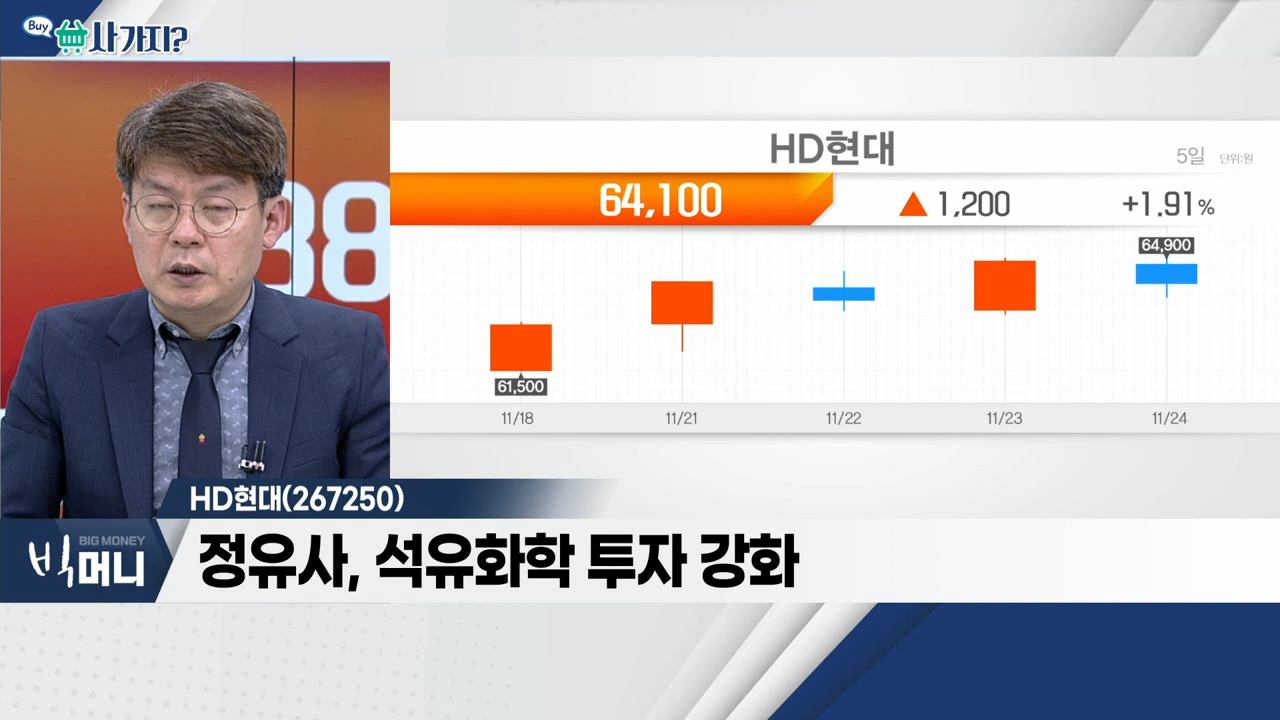 Buy 사가지?
HD현대
5일 단위:원
64,100 ▲ 1,200 +1.91%
64,900
61,500
11/18 11/21 11/22 11/23 11/24
38
HD현대(267250)
BIG MONEY
빅머니
정유사, 석유화학 투자 강화